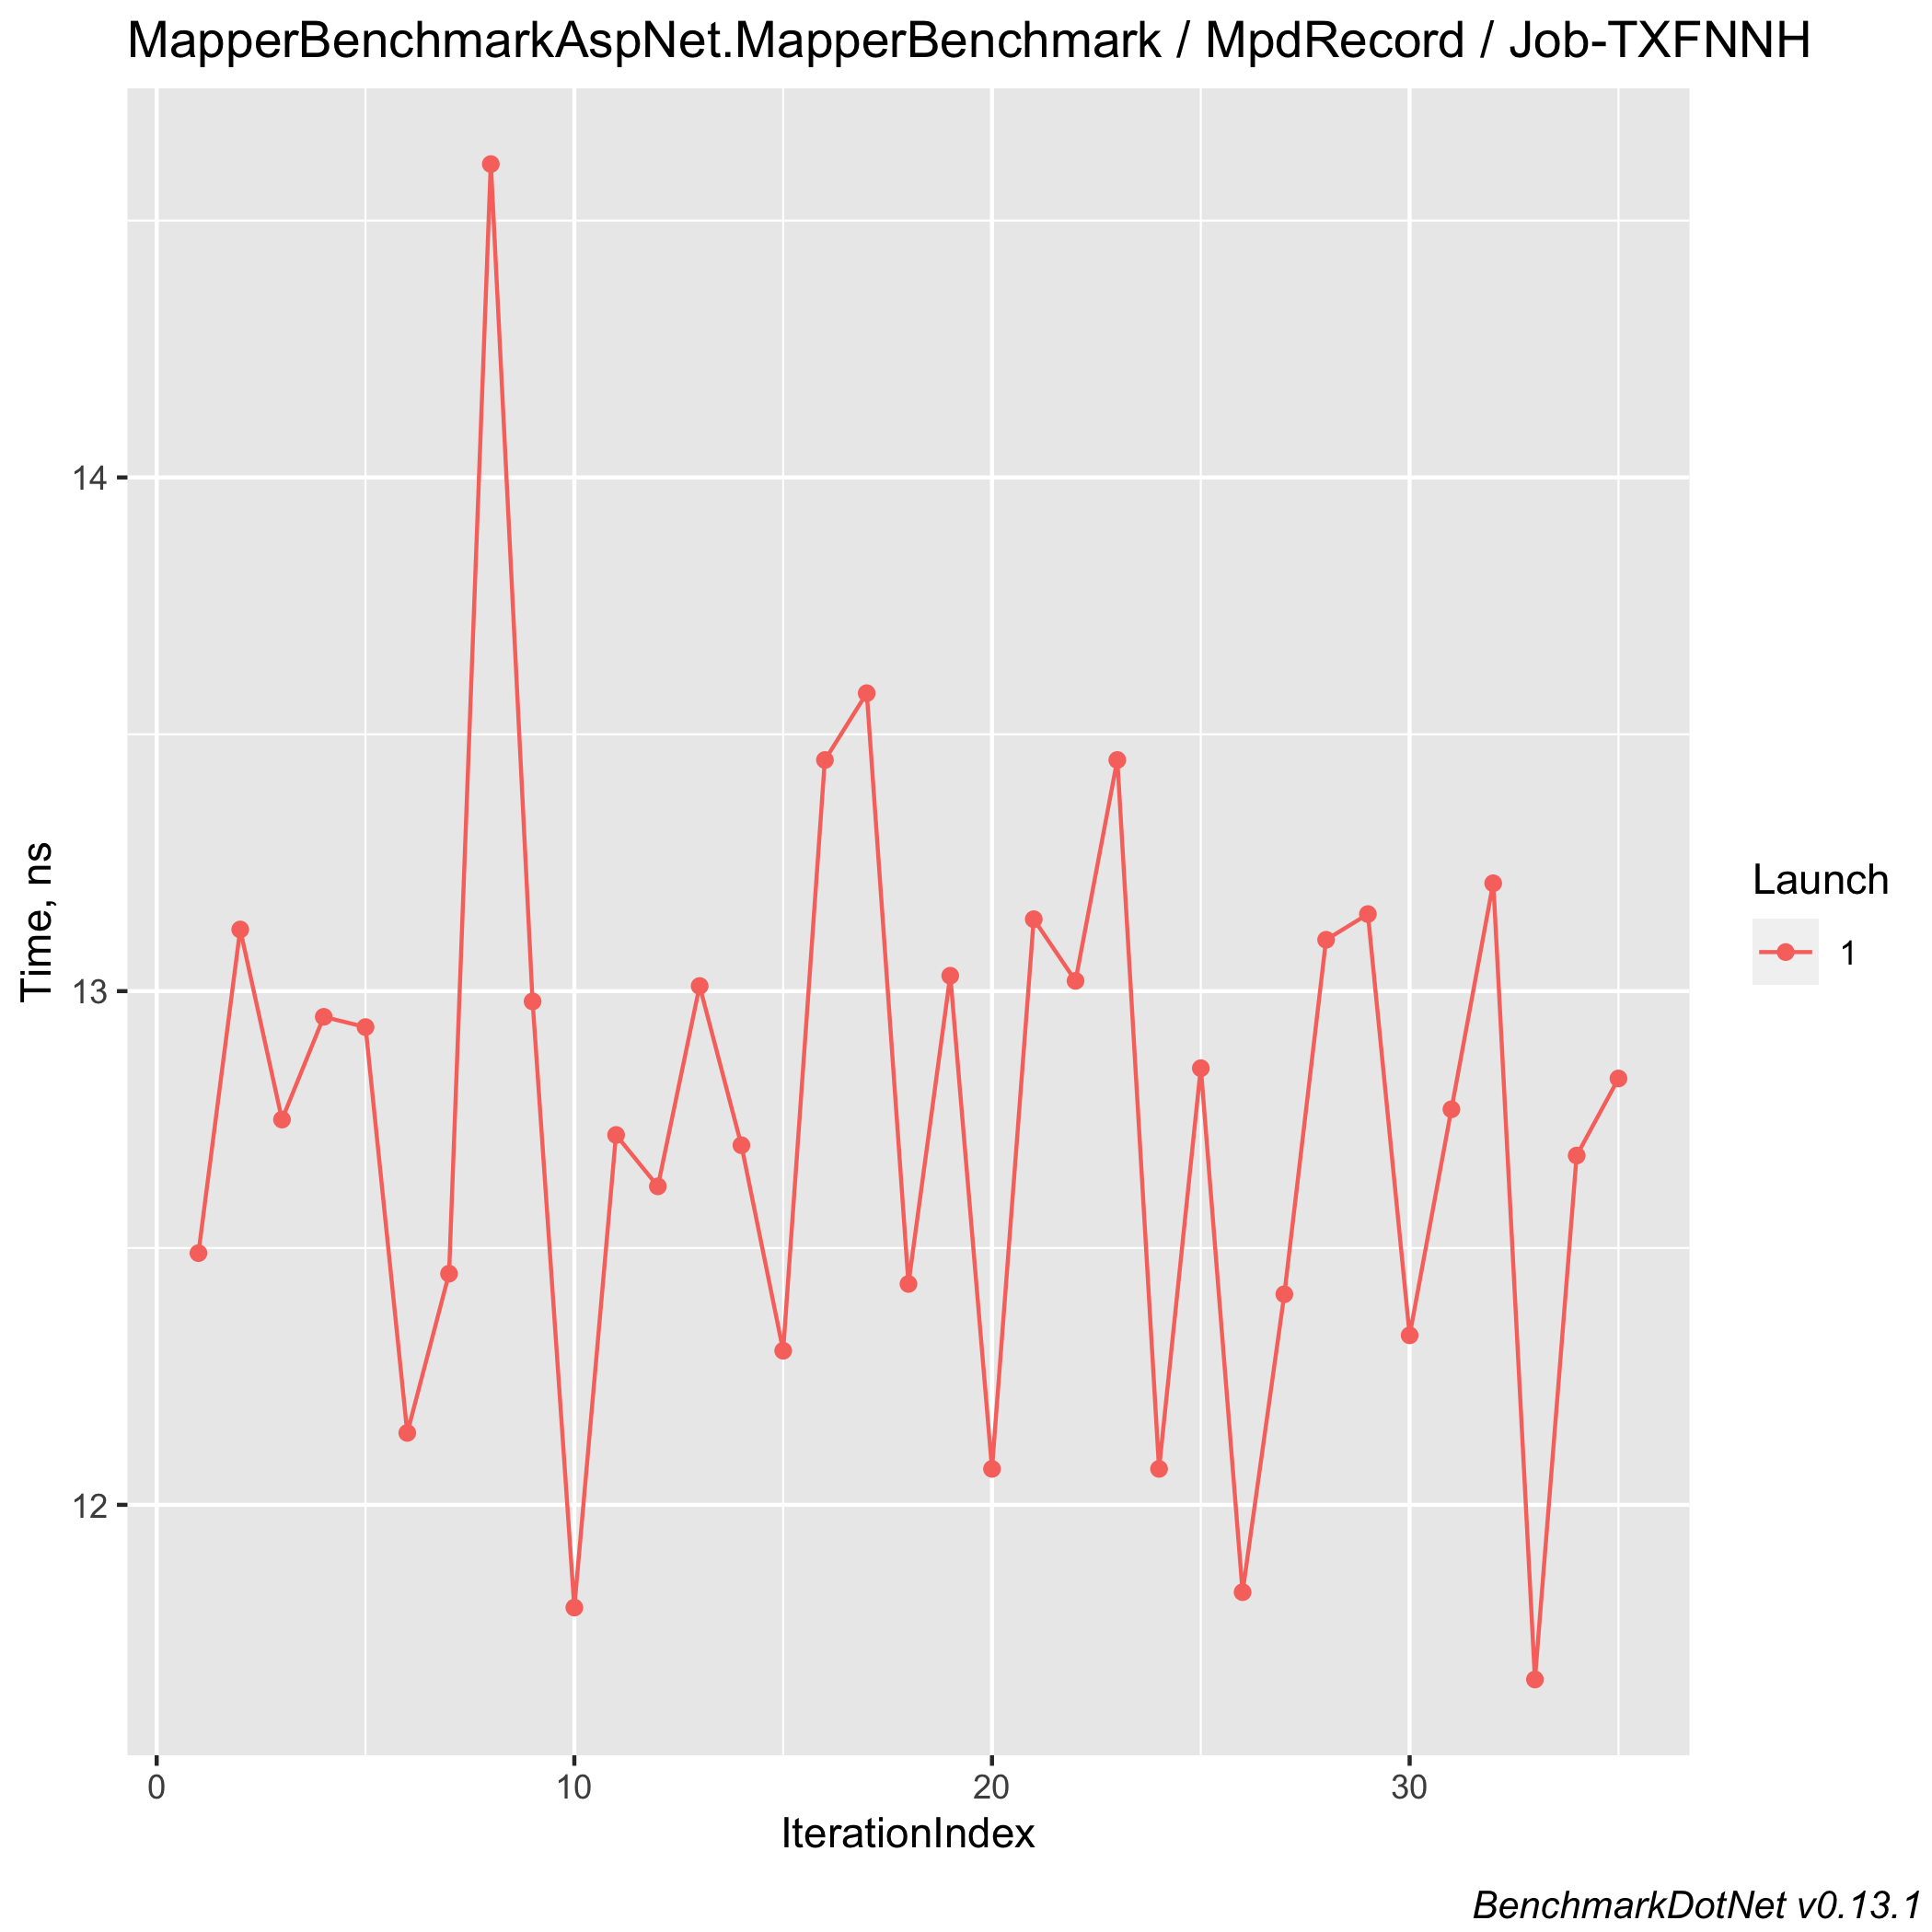 MapperBenchmarkAspNet.MapperBenchmark / MpdRecord / Job-TXFNNH
Time, ns
14
13
12
0 10 20 30
IterationIndex
Launch
1
BenchmarkDotNet v0.13.1